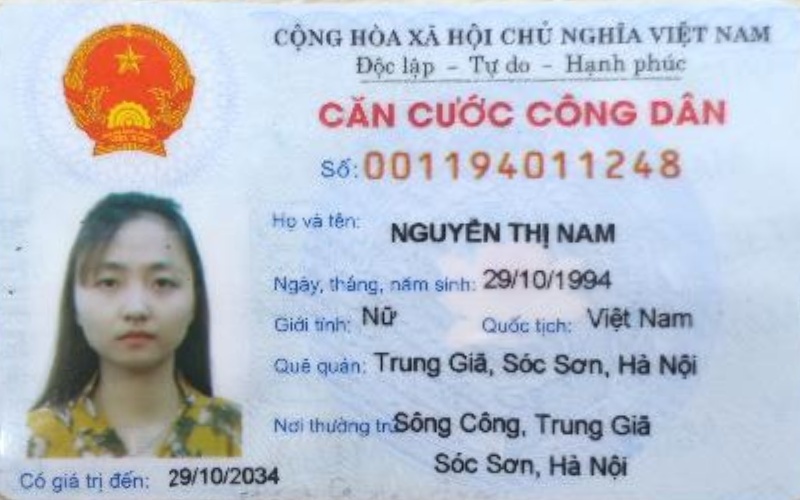 CỘNG HÒA XÃ HỘI CHỦ NGHĨA VIỆT NAM
Độc lập - Tự do - Hạnh phúc
CĂN CƯỚC CÔNG DÂN
Số: 001194011248
Họ và tên: NGUYỄN THỊ NAM
Ngày, tháng, năm sinh: 29/10/1994
Giới tính: Nữ Quốc tịch: Việt Nam
Quê quán: Trung Giã, Sóc Sơn, Hà Nội
Nơi thường trú: Sông Công, Trung Giã
Sóc Sơn, Hà Nội
Có giá trị đến: 29/10/2034